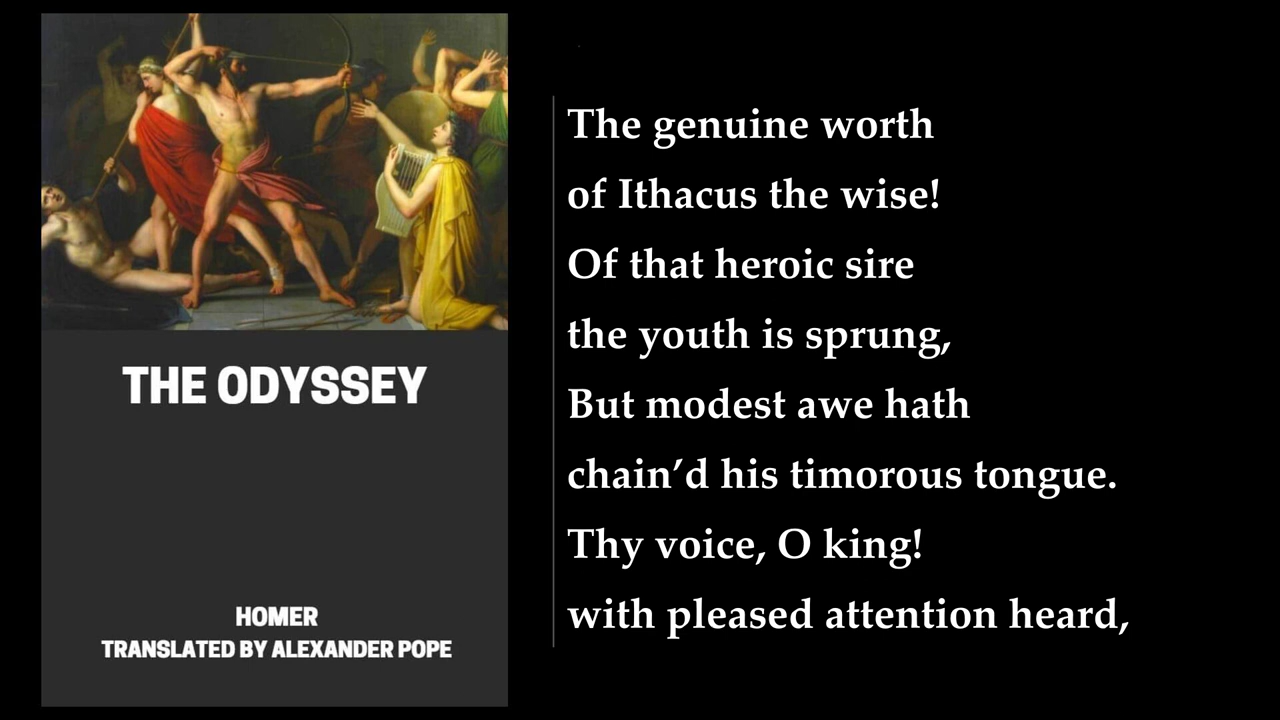 THE ODYSSEY
HOMER
TRANSLATED BY ALEXANDER POPE
The genuine worth
of Ithacus the wise!
Of that heroic sire
the youth is sprung,
But modest awe hath
chain’d his timorous tongue.
Thy voice, O king!
with pleased attention heard,